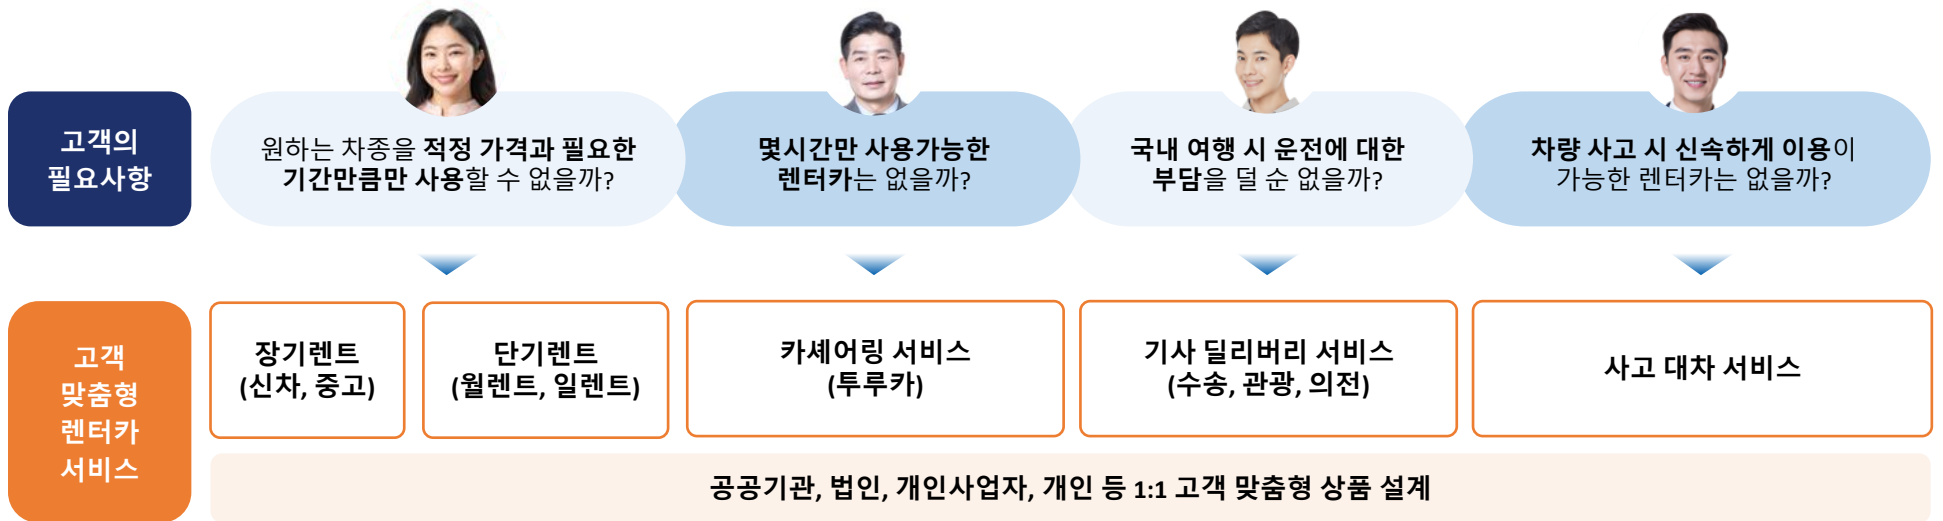 고객의
필요사항
원하는 차종을 적정 가격과 필요한
기간만큼만 사용할 수 없을까?
몇시간만 사용가능한
렌터카는 없을까?
국내 여행 시 운전에 대한
부담을 덜 순 없을까?
차량 사고 시 신속하게 이용이
가능한 렌터카는 없을까?
고객
맞춤형
렌터카
서비스
장기렌트
(신차, 중고)
단기렌트
(월렌트, 일렌트)
카셰어링 서비스
(투루카)
기사 딜리버리 서비스
(수송, 관광, 의전)
사고 대차 서비스
공공기관, 법인, 개인사업자, 개인 등 1:1 고객 맞춤형 상품 설계